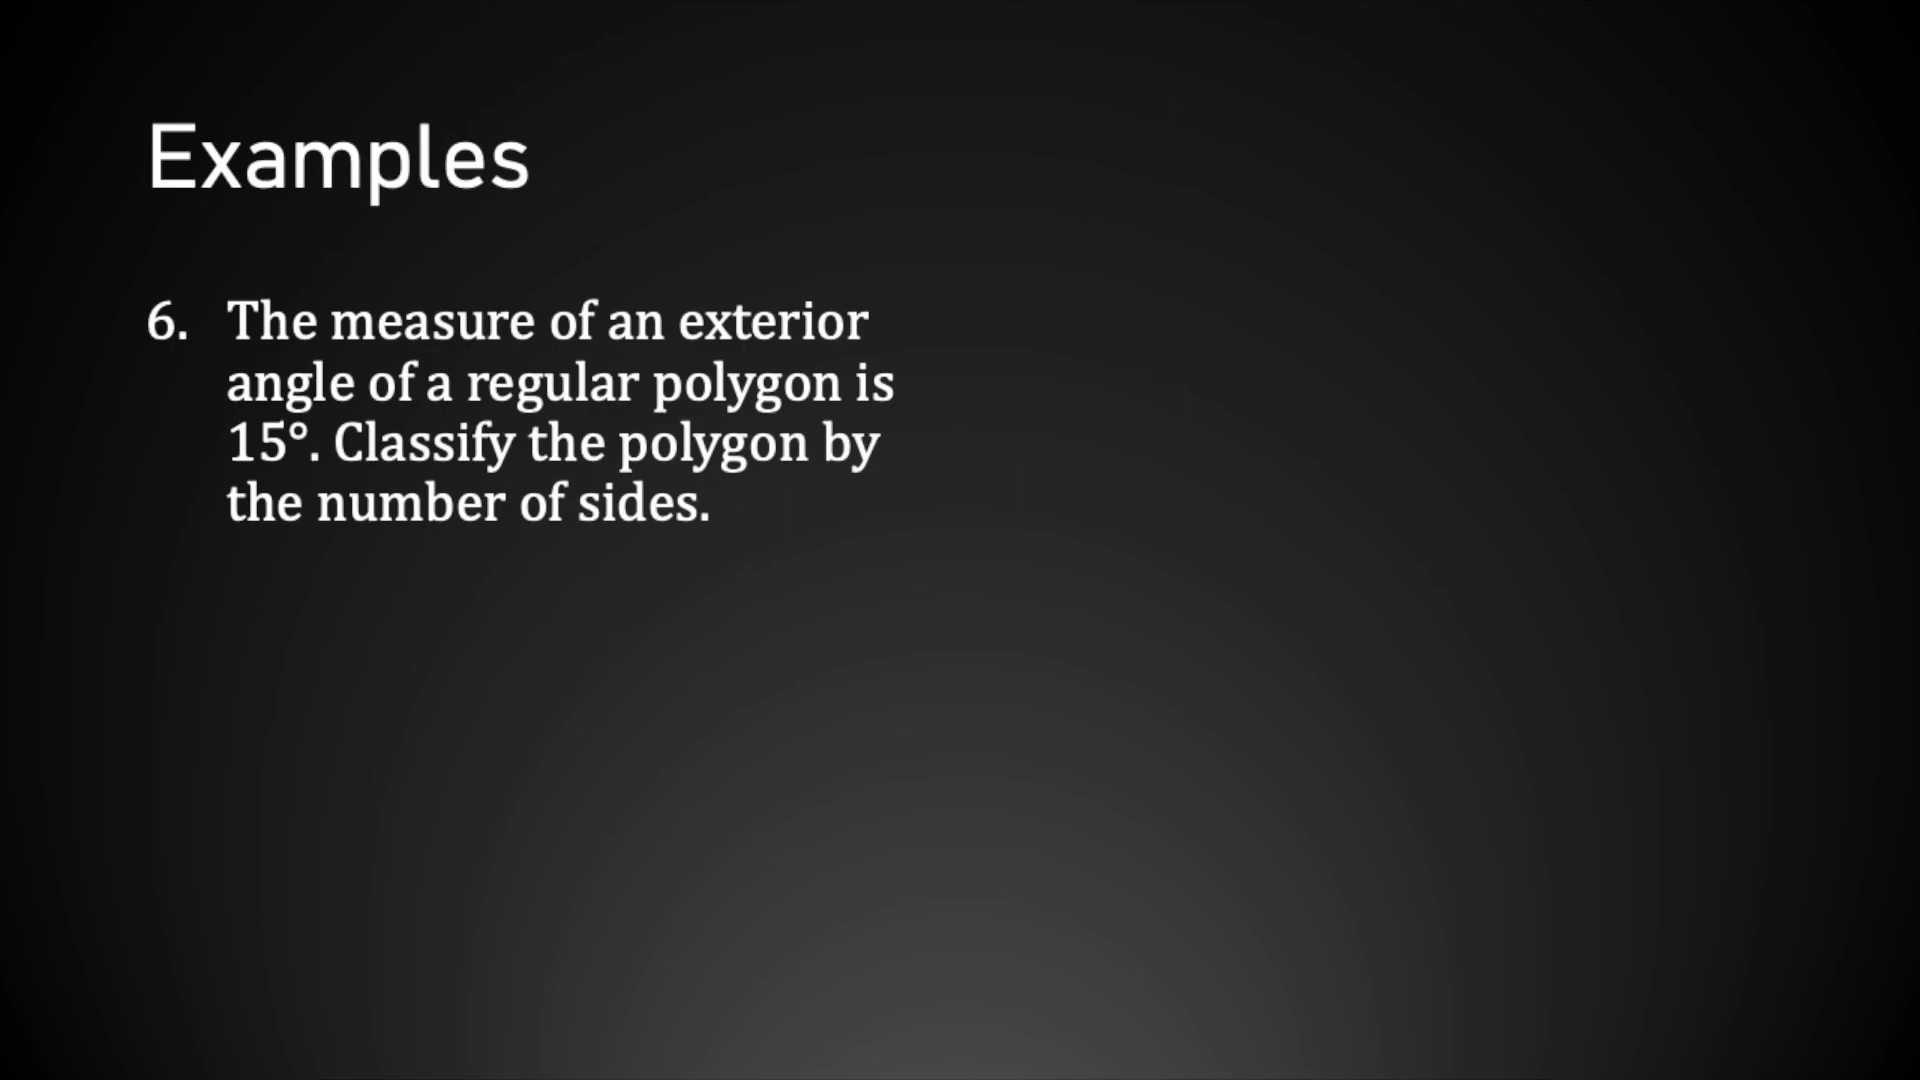 Examples
6. The measure of an exterior
angle of a regular polygon is
15°. Classify the polygon by
the number of sides.